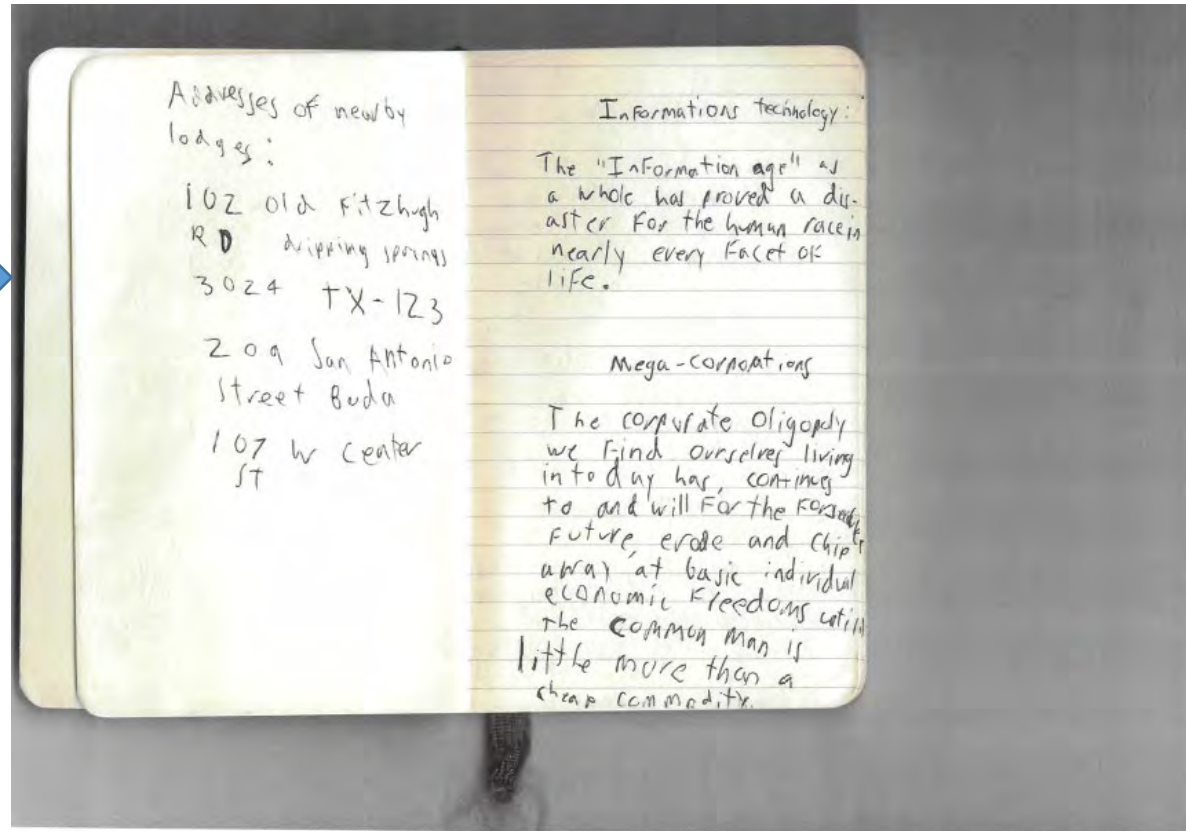 Addresses of nearby
lodges:
102 Old Fitzhugh
RD dripping springs
3024 TX-123
209 San Antonio
Street Buda
107 W Center
ST
Informations technology:
The "Information age" as
a whole has proved a dis-
aster For the human race in
nearly every Facet of
life.
Mega-corporations
The corporate Oligopoly
we Find ourselves living
in today has, continues
to and will For the
Future, erode and chip
away at basic individual
economic Freedoms until
The common man is
little more than a
cheap commodity.